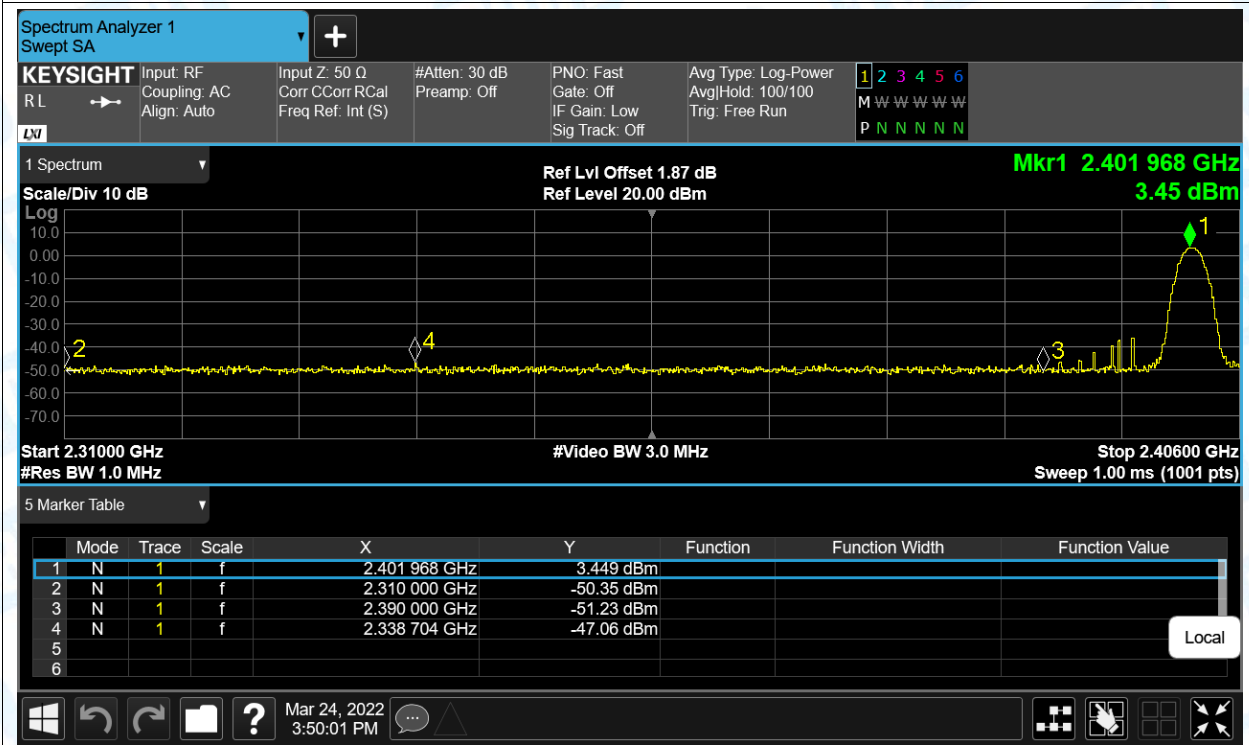 Spectrum Analyzer 1
Swept SA
KEYSIGHT
R L
LXI
Input: RF
Coupling: AC
Align: Auto
Input Z: 50 Ω
Corr CCorr RCal
Freq Ref: Int (S)
#Atten: 30 dB
Preamp: Off
PNO: Fast
Gate: Off
IF Gain: Low
Sig Track: Off
Avg Type: Log-Power
Avg|Hold: 100/100
Trig: Free Run
1 2 3 4 5 6
M W W W W W
P N N N N N
1 Spectrum
Scale/Div 10 dB
Ref Lvl Offset 1.87 dB
Ref Level 20.00 dBm
Mkr1 2.401 968 GHz
3.45 dBm
Log
10.0
0.00
-10.0
-20.0
-30.0
-40.0
-50.0
-60.0
-70.0
2
4
3
1
Start 2.31000 GHz
#Res BW 1.0 MHz
#Video BW 3.0 MHz
Stop 2.40600 GHz
Sweep 1.00 ms (1001 pts)
5 Marker Table
Mode Trace Scale X Y Function Function Width Function Value
1 N 1 f 2.401 968 GHz 3.449 dBm
2 N 1 f 2.310 000 GHz -50.35 dBm
3 N 1 f 2.390 000 GHz -51.23 dBm
4 N 1 f 2.338 704 GHz -47.06 dBm
5
6
Local
?
Mar 24, 2022
3:50:01 PM